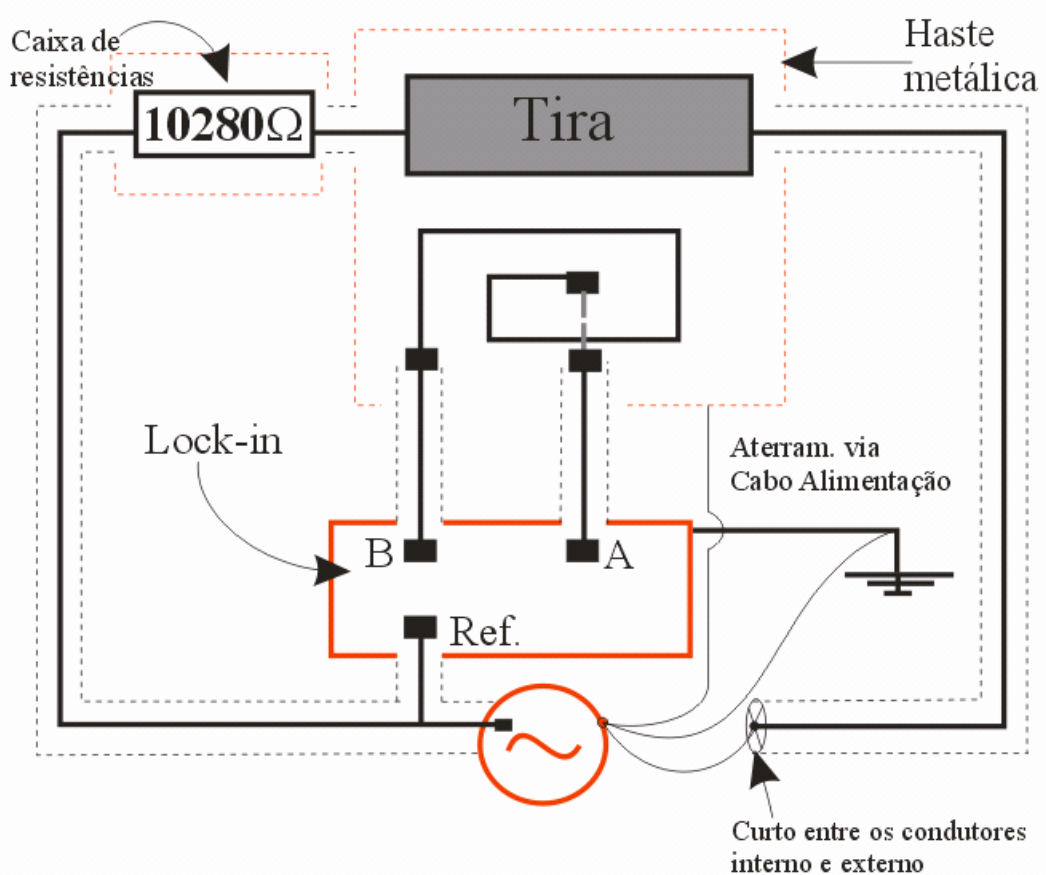 Caixa de
resistências
Haste
metálica
10280Ω
Tira
Lock-in
Aterram. via
Cabo Alimentação
B
A
Ref.
Curto entre os condutores
interno e externo